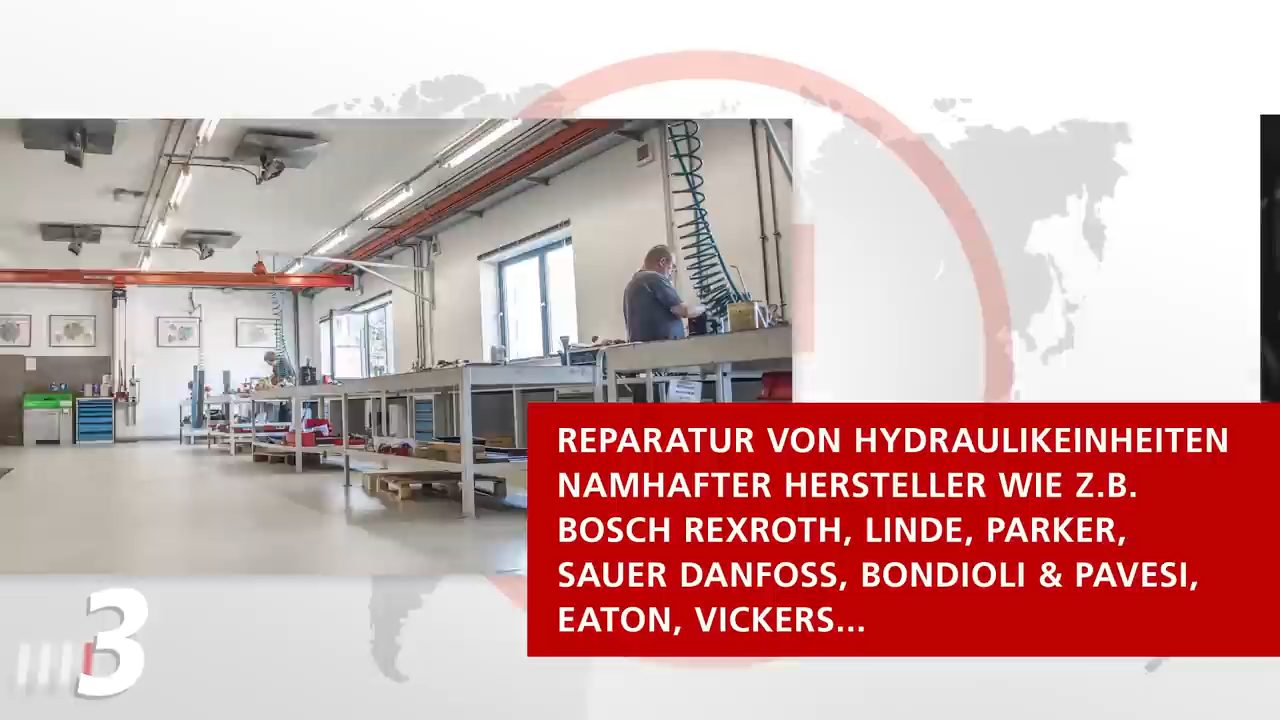 REPARATUR VON HYDRAULIKEINHEITEN
NAMHAFTER HERSTELLER WIE Z.B.
BOSCH REXROTH, LINDE, PARKER,
SAUER DANFOSS, BONDIOLI & PAVESI,
EATON, VICKERS...
3